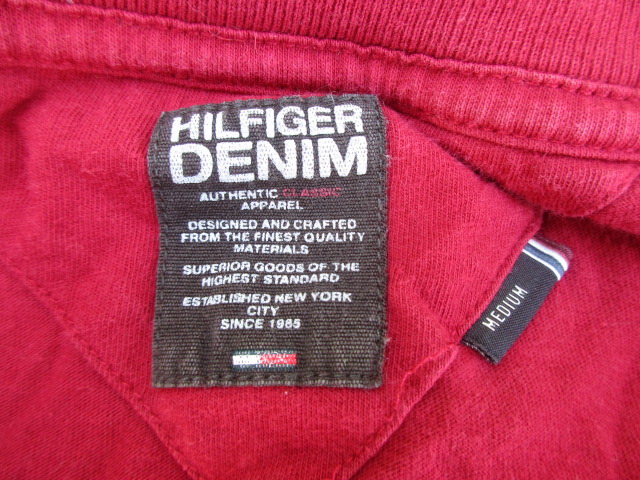 HILFIGER
DENIM
AUTHENTIC CLASSIC
APPAREL
DESIGNED AND CRAFTED
FROM THE FINEST QUALITY
MATERIALS
SUPERIOR GOODS OF THE
HIGHEST STANDARD
ESTABLISHED NEW YORK
CITY
SINCE 1985
MEDIUM